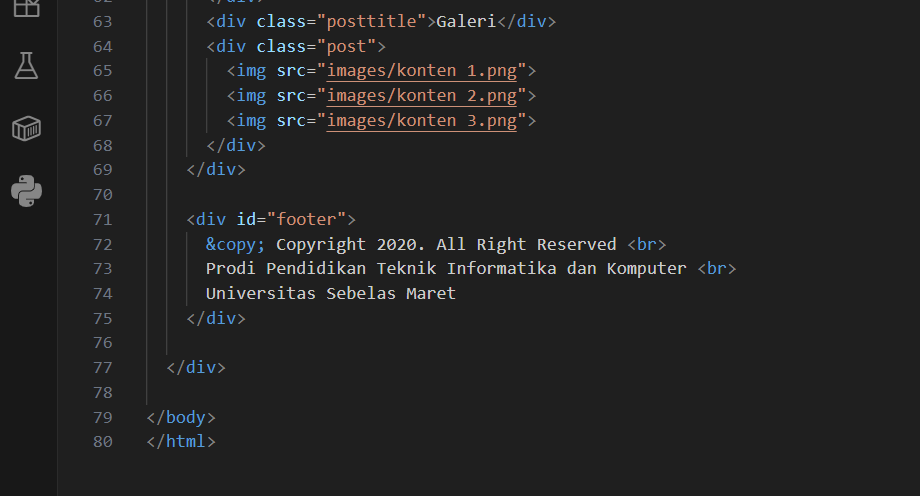 62 </div>
63 <div class="posttitle">Galeri</div>
64 <div class="post">
65 <img src="images/konten 1.png">
66 <img src="images/konten 2.png">
67 <img src="images/konten 3.png">
68 </div>
69 </div>
70
71 <div id="footer">
72 &copy; Copyright 2020. All Right Reserved <br>
73 Prodi Pendidikan Teknik Informatika dan Komputer <br>
74 Universitas Sebelas Maret
75 </div>
76
77 </div>
78
79 </body>
80 </html>